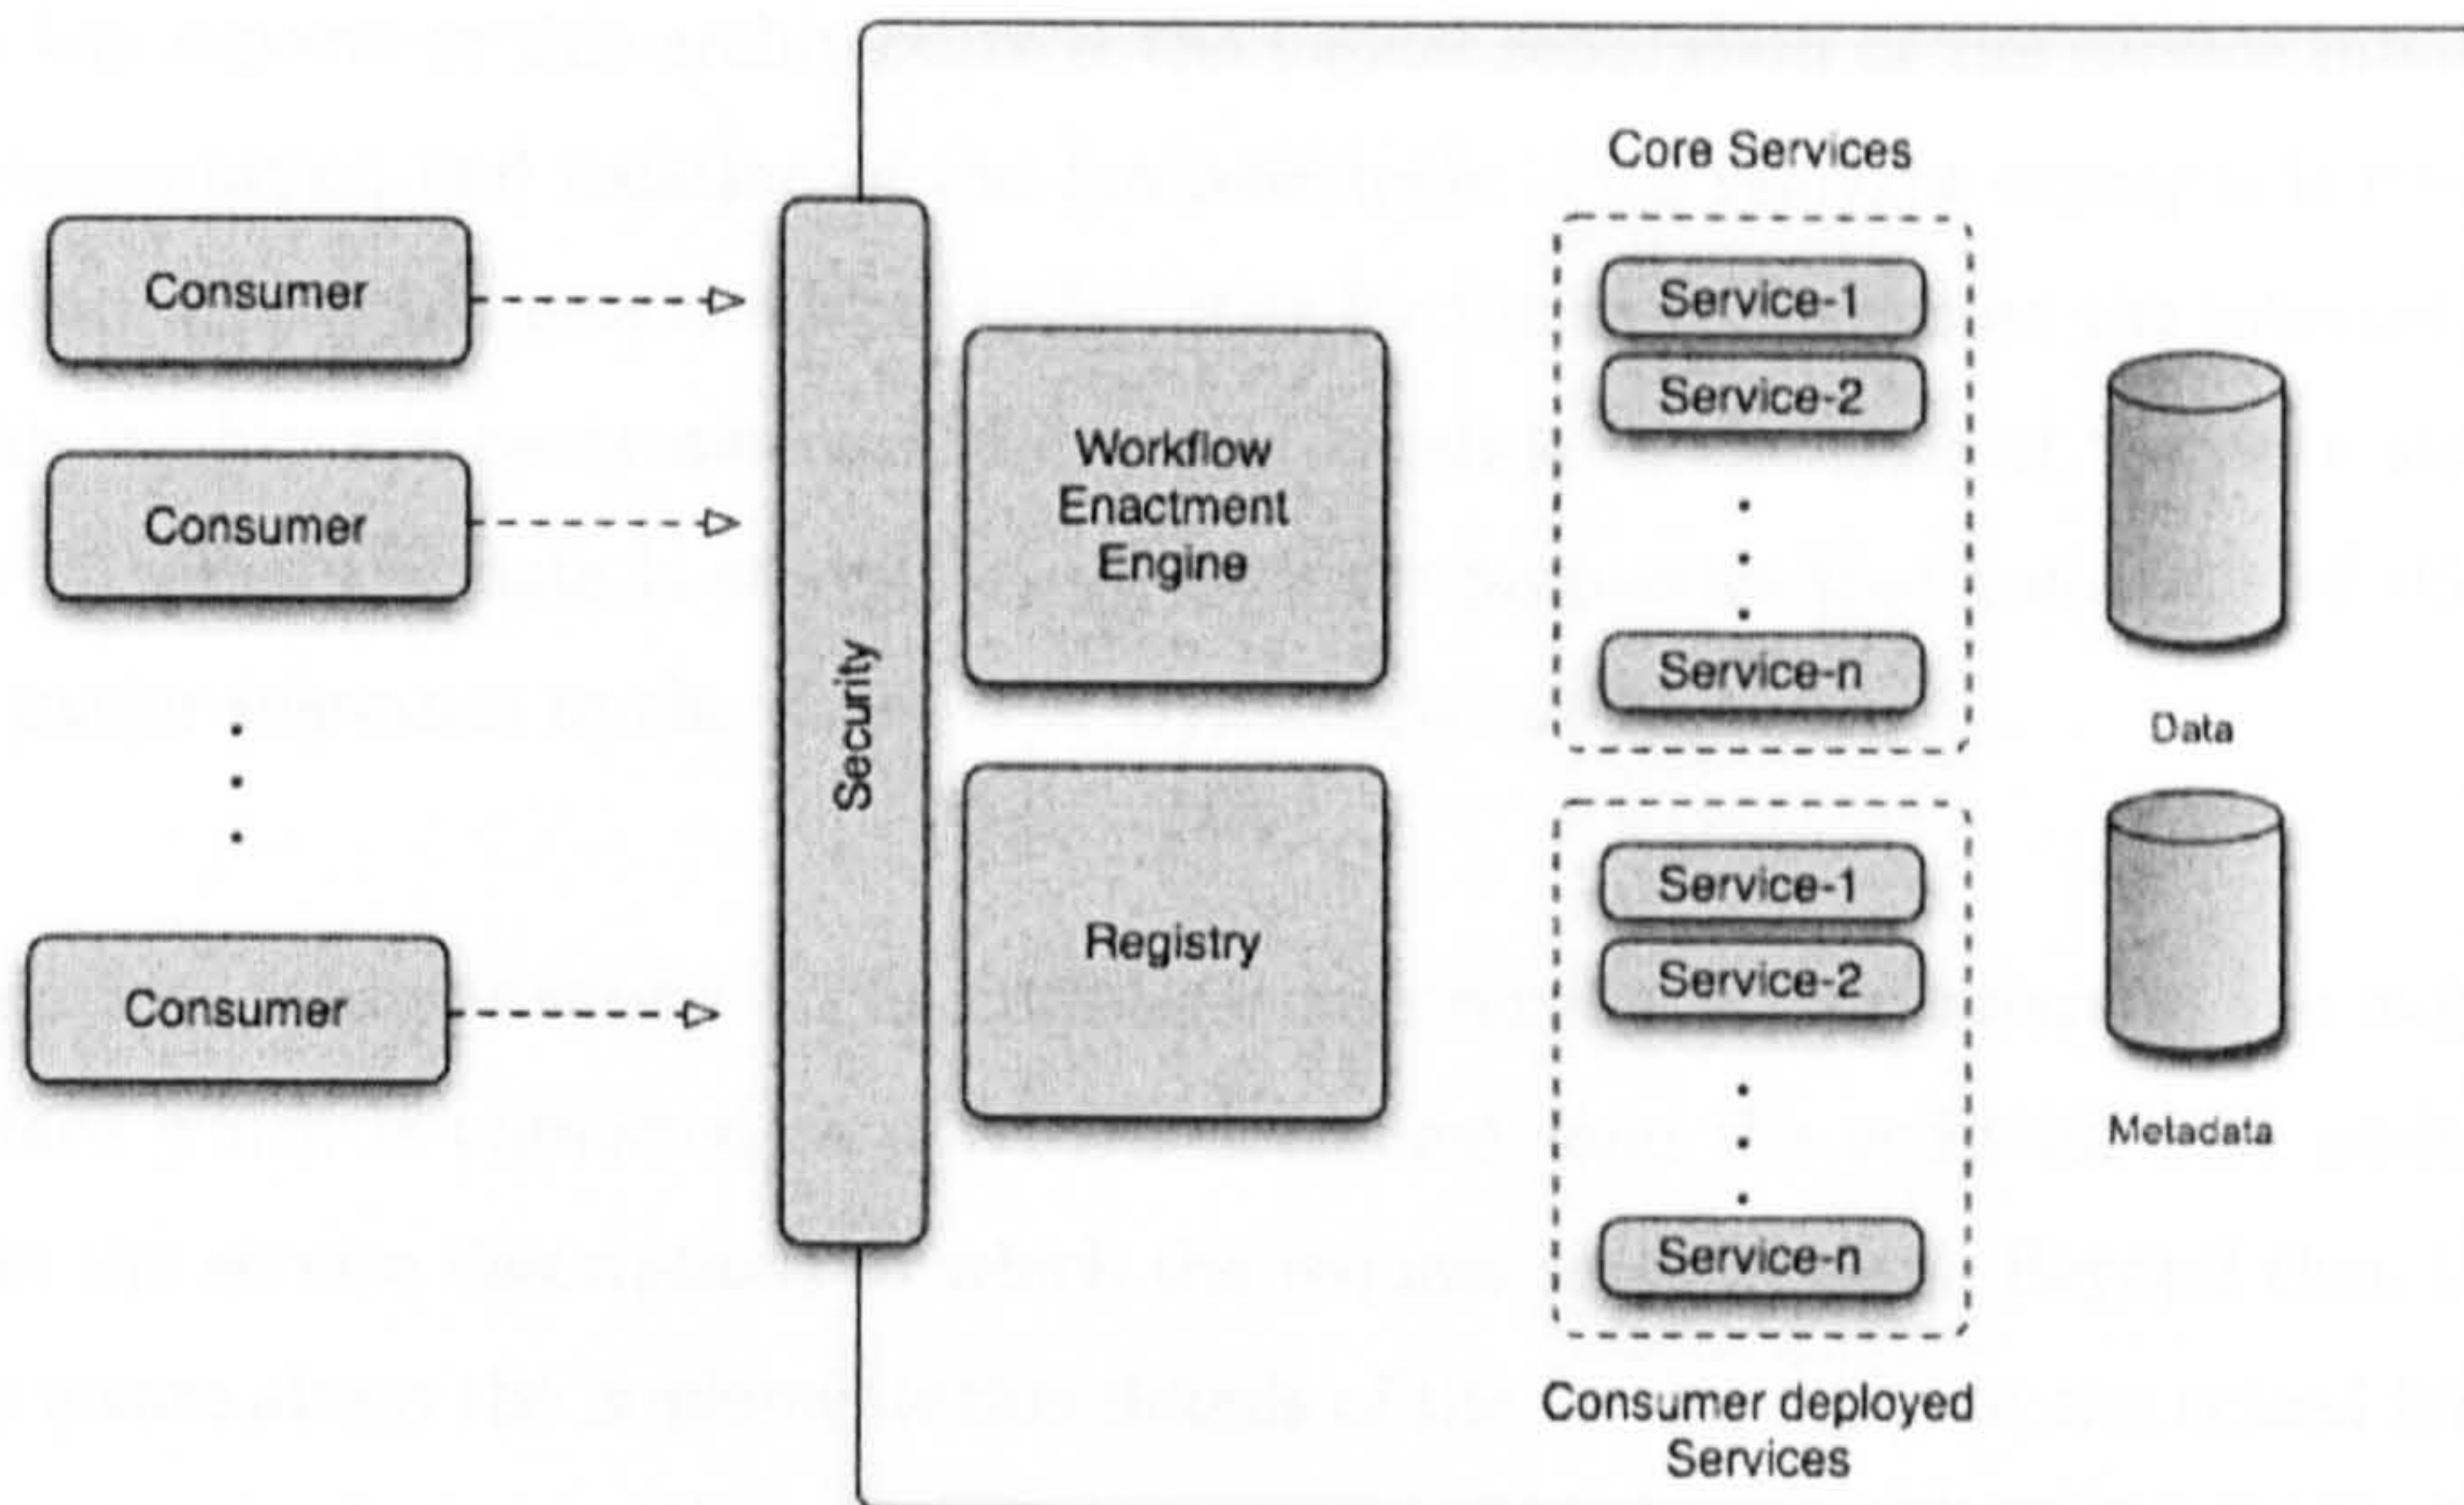 Consumer
Consumer
Consumer
Security
Workflow
Enactment
Engine
Registry
Core Services
Service-1
Service-2
Service-n
Service-1
Service-2
Service-n
Consumer deployed
Services
Data
Metadata